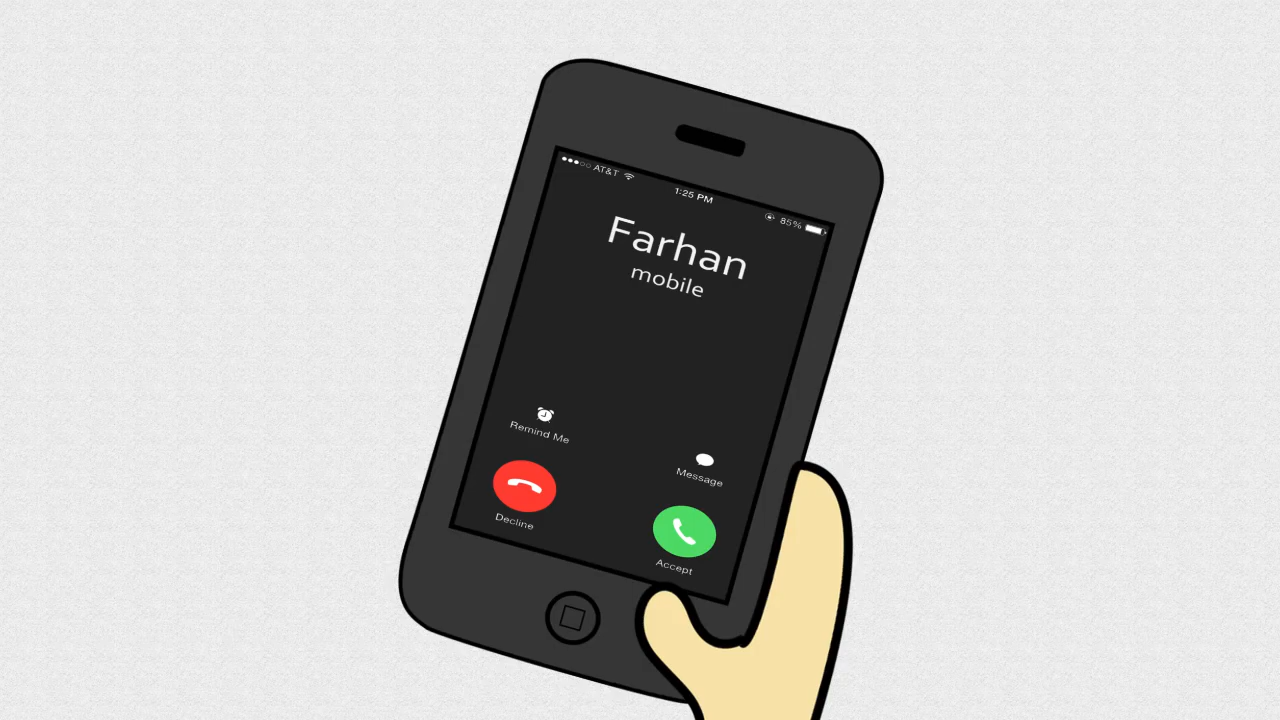 AT&T 1:25 PM 85%
Farhan
mobile
Remind Me Message
Decline Accept